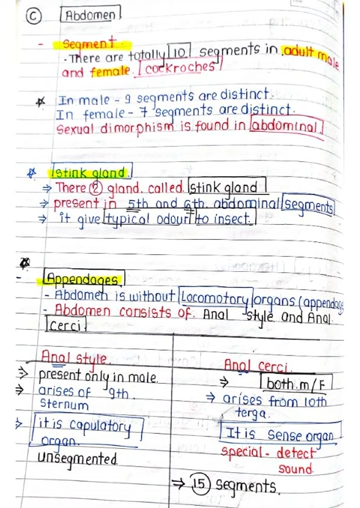 C Abdomen
- Segment
- There are totally 10 segments in adult male
and female cockroches
* In male - 9 segments are distinct.
In female - 7 segments are distinct.
Sexual dimorphism is found in abdominal
* Stink gland.
→ There gland. called stink gland
→ present in 5th and 6th. abdominal segments
→ it give typical odour to insect.
*
- Appendages.
- Abdomen is without Locomotory organs (appendag
- Abdomen consists of Anal style and Anal
cerci
Anal style.
⇒ present only in male.
⇒ arises of 9th.
sternum
⇒ it is capulatory
organ.
unsegmented
Anal cerci.
⇒ both m/F
⇒ arises from 10th
terga.
It is sense organ.
special - detect
sound
⇒ 15 segments.